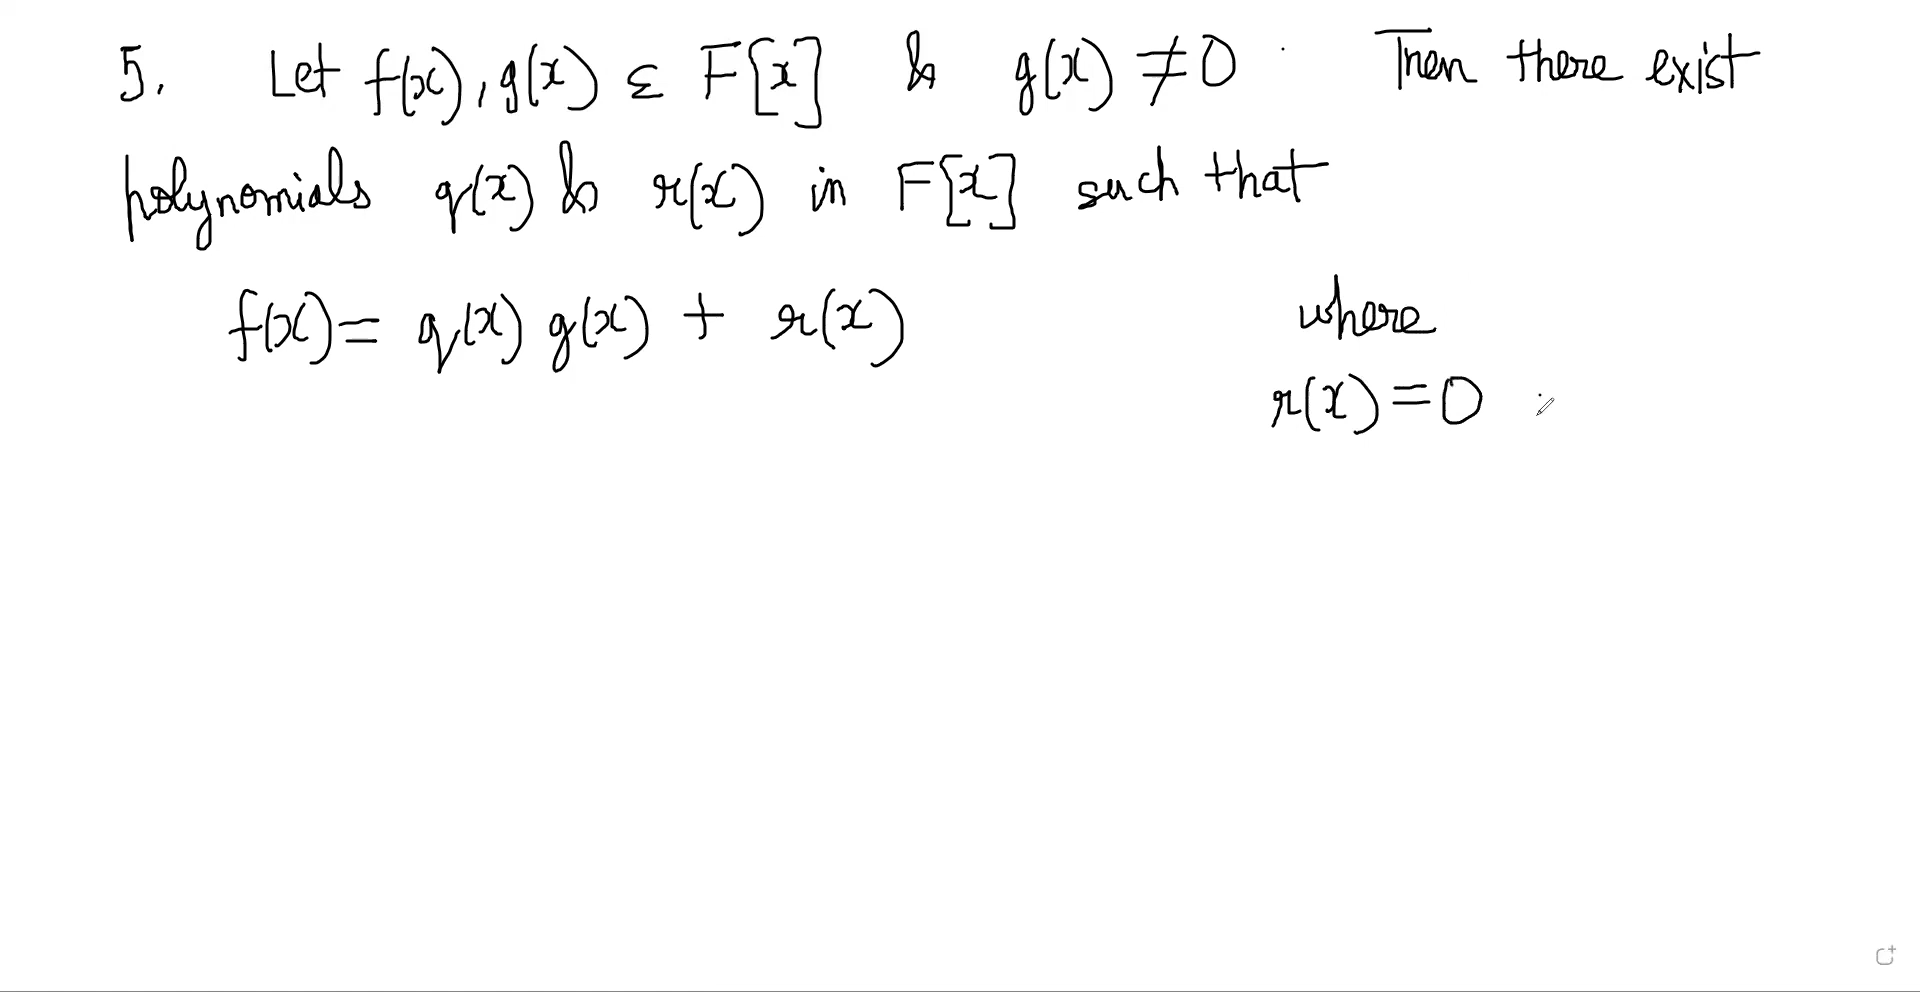 5. Let f(x), g(x) ε F[x] & g(x) ≠ 0. Then there exist
polynomials q(x) & r(x) in F[x] such that
f(x) = q(x) g(x) + r(x) where
r(x) = 0